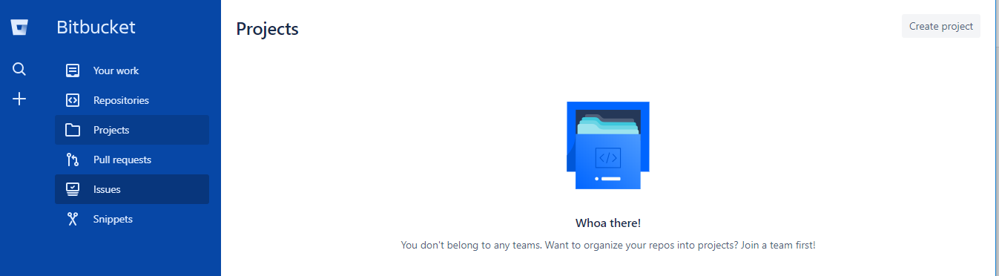 Bitbucket
Your work
Repositories
Projects
Pull requests
Issues
Snippets
Projects
Create project
Whoa there!
You don't belong to any teams. Want to organize your repos into projects? Join a team first!